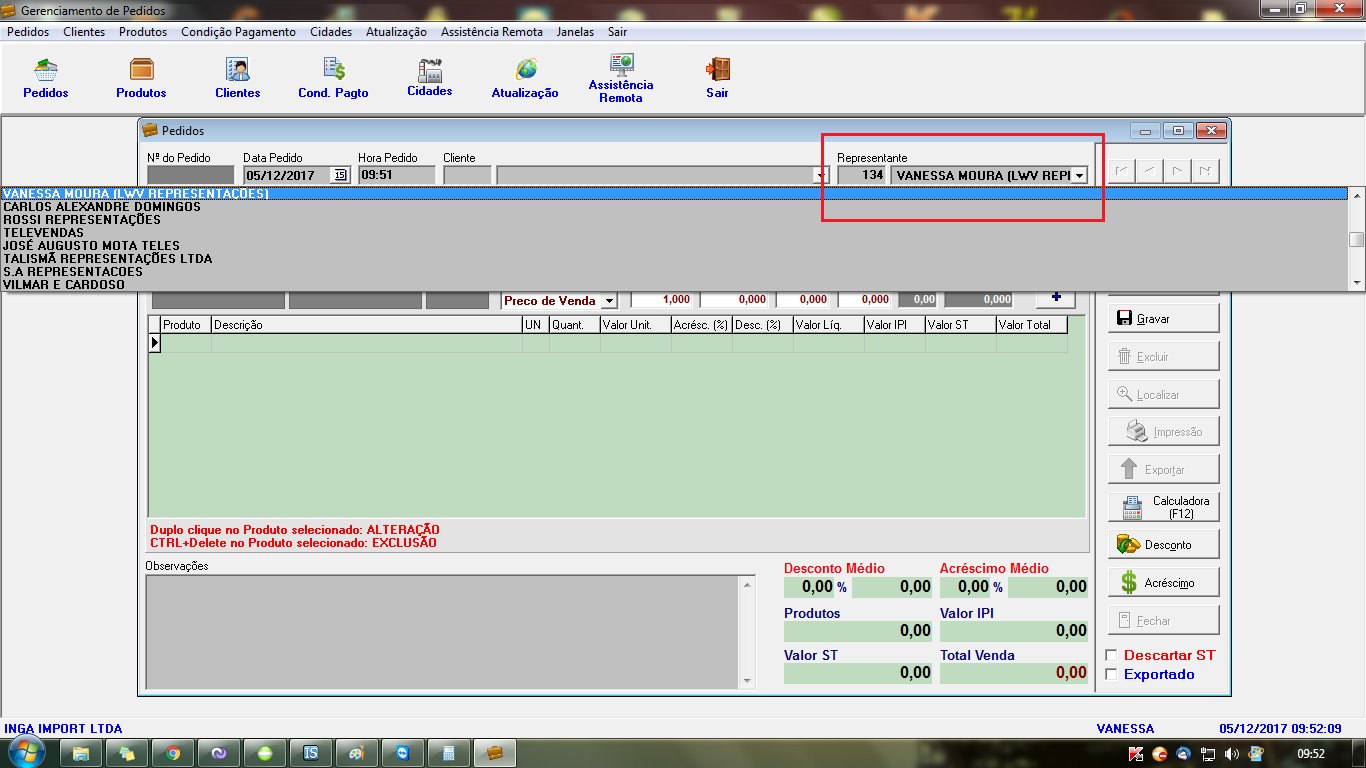 Gerenciamento de Pedidos
Pedidos Clientes Produtos Condição Pagamento Cidades Atualização Assistência Remota Janelas Sair
Pedidos Produtos Clientes Cond. Pagto Cidades Atualização Assistência Remota Sair
Pedidos
Nº do Pedido Data Pedido Hora Pedido Cliente Representante
05/12/2017 15 09:51 134 VANESSA MOURA (LWV REPI
VANESSA MOURA (LWV REPRESENTAÇÕES)
CARLOS ALEXANDRE DOMINGOS
ROSSI REPRESENTAÇÕES
TELEVENDAS
JOSÉ AUGUSTO MOTA TELES
TALISMÃ REPRESENTAÇÕES LTDA
S.A REPRESENTACOES
VILMAR E CARDOSO
Preco de Venda 1,000 0,000 0,000 0,000 0,00 0,000 +
Produto Descrição UN Quant. Valor Unit. Acrésc. (%) Desc. (%) Valor Líq. Valor IPI Valor ST Valor Total
Gravar
Excluir
Localizar
Impressão
Exportar
Calculadora
(F12)
Desconto
Acréscimo
Fechar
Descartar ST
Exportado
Duplo clique no Produto selecionado: ALTERAÇÃO
CTRL+Delete no Produto selecionado: EXCLUSÃO
Observações
Desconto Médio Acréscimo Médio
0,00 % 0,00 0,00 % 0,00
Produtos Valor IPI
0,00 0,00
Valor ST Total Venda
0,00 0,00
INGA IMPORT LTDA VANESSA 05/12/2017 09:52:09
09:52